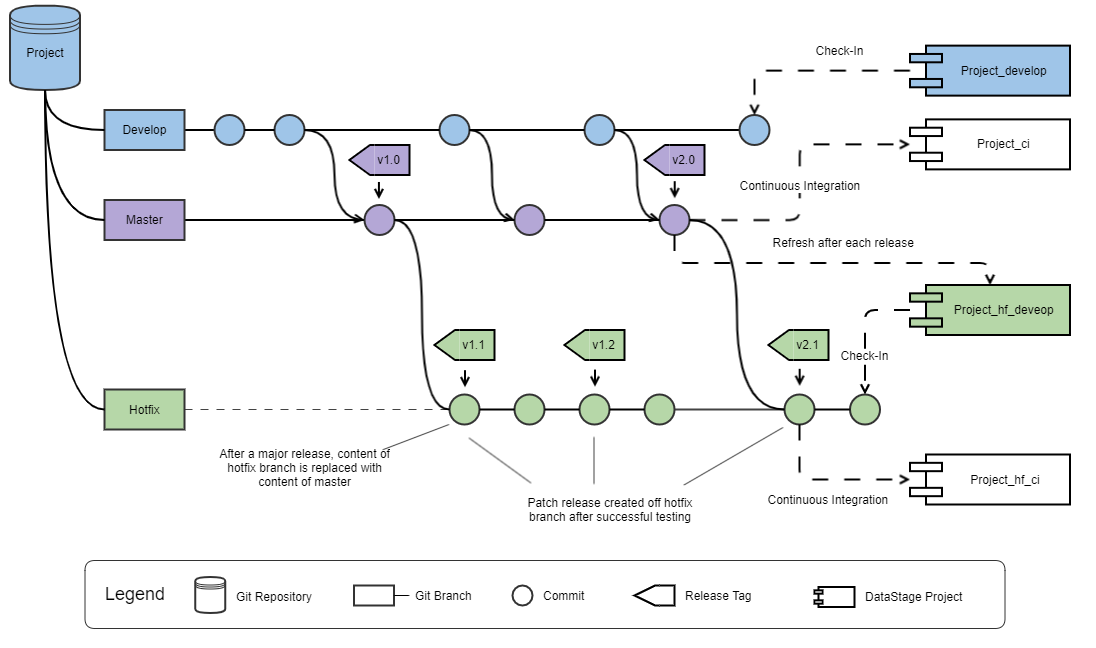 Project
Check-In
Project_develop
Develop
Project_ci
v1.0
v2.0
Continuous Integration
Master
Refresh after each release
Project_hf_deveop
v1.1
v1.2
v2.1
Check-In
Hotfix
After a major release, content of
hotfix branch is replaced with
content of master
Patch release created off hotfix
branch after successful testing
Project_hf_ci
Continuous Integration
Legend
Git Repository
Git Branch
Commit
Release Tag
DataStage Project